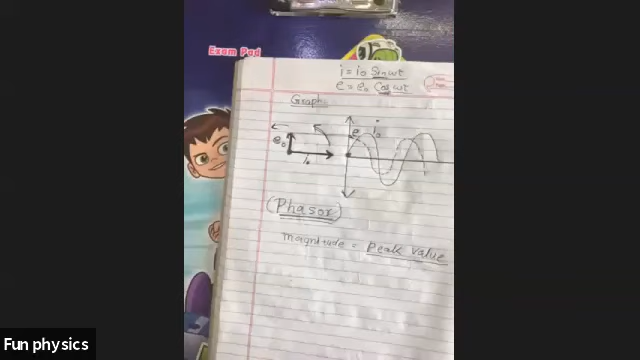 Exam Pad
i = i₀ Sinωt
e = e₀ Cosωt
Graph:
e₀
i₀
e
i₀
(Phasor)
magnitude = Peak value
Fun physics